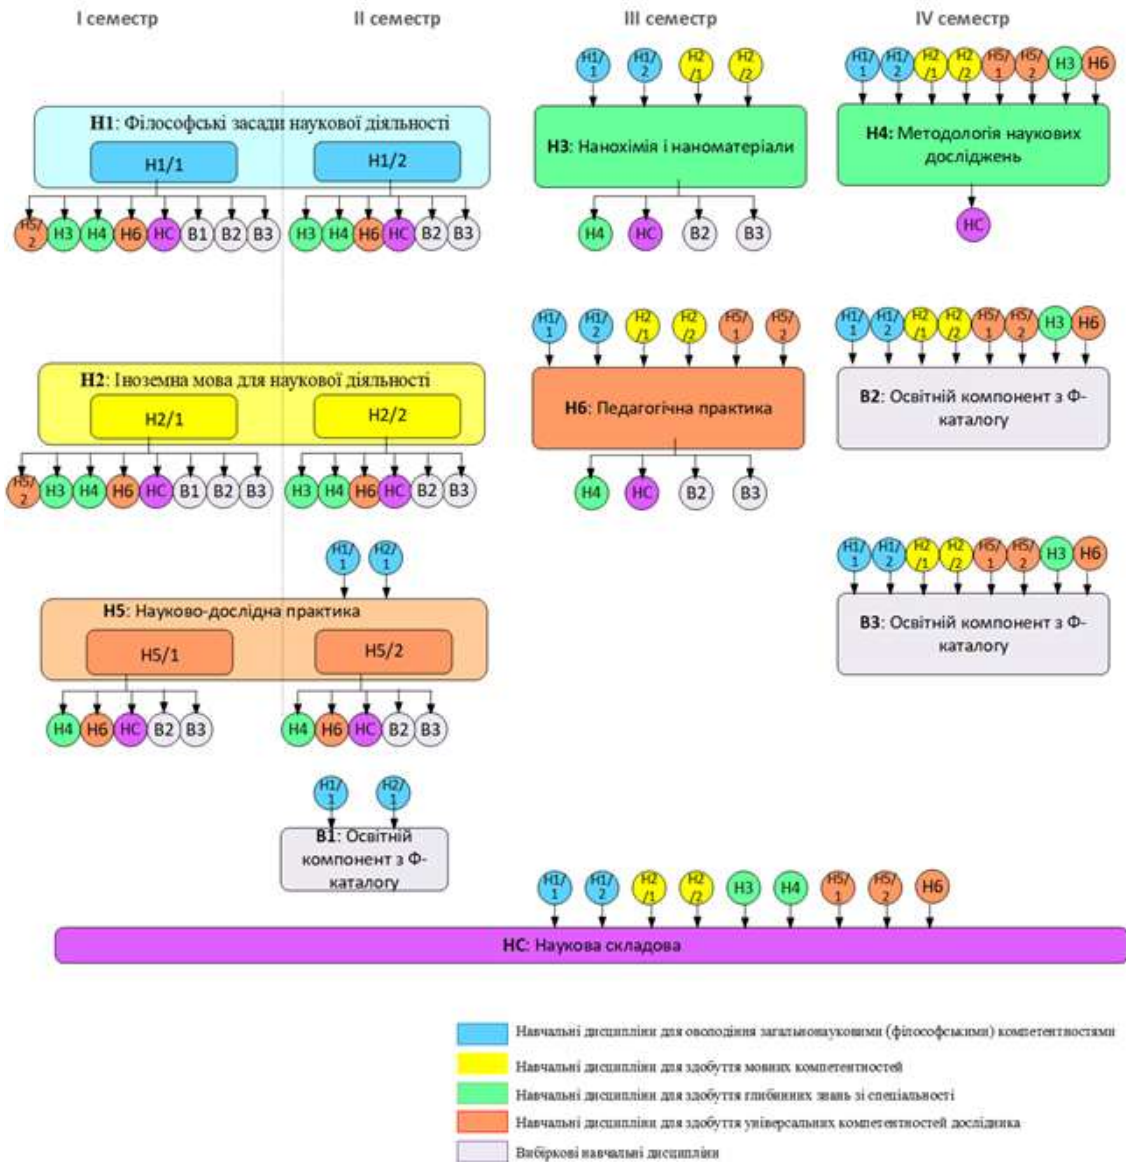 I семестр
II семестр
III семестр
IV семестр
Н1/1
Н1/2
Н2/1
Н2/2
Н1/1
Н1/2
Н2/1
Н2/2
Н5/1
Н5/2
Н3
Н6
Н1: Філософські засади наукової діяльності
Н1/1
Н1/2
Н3: Нанохімія і наноматеріали
Н4: Методологія наукових
досліджень
Н5/2
Н3
Н4
Н6
НС
В1
В2
В3
Н3
Н4
Н6
НС
В2
В3
Н4
НС
В2
В3
НС
Н1/1
Н1/2
Н2/1
Н2/2
Н5/1
Н5/2
Н1/1
Н1/2
Н2/1
Н2/2
Н5/1
Н5/2
Н3
Н6
Н2: Іноземна мова для наукової діяльності
Н2/1
Н2/2
Н6: Педагогічна практика
В2: Освітній компонент з Ф-
каталогу
Н5/2
Н3
Н4
Н6
НС
В1
В2
В3
Н3
Н4
Н6
НС
В2
В3
Н4
НС
В2
В3
Н1/1
Н2/1
Н1/1
Н1/2
Н2/1
Н2/2
Н5/1
Н5/2
Н3
Н6
Н5: Науково-дослідна практика
Н5/1
Н5/2
В3: Освітній компонент з Ф-
каталогу
Н4
Н6
НС
В2
В3
Н4
Н6
НС
В2
В3
Н1/1
Н2/1
В1: Освітній
компонент з Ф-
каталогу
Н1/1
Н1/2
Н2/1
Н2/2
Н3
Н4
Н5/1
Н5/2
Н6
НС: Наукова складова
Навчальні дисципліни для оволодіння загальнонауковими (філософськими) компетентностями
Навчальні дисципліни для здобуття мовних компетентностей
Навчальні дисципліни для здобуття глибинних знань зі спеціальності
Навчальні дисципліни для здобуття універсальних компетентностей дослідника
Вибіркові навчальні дисципліни